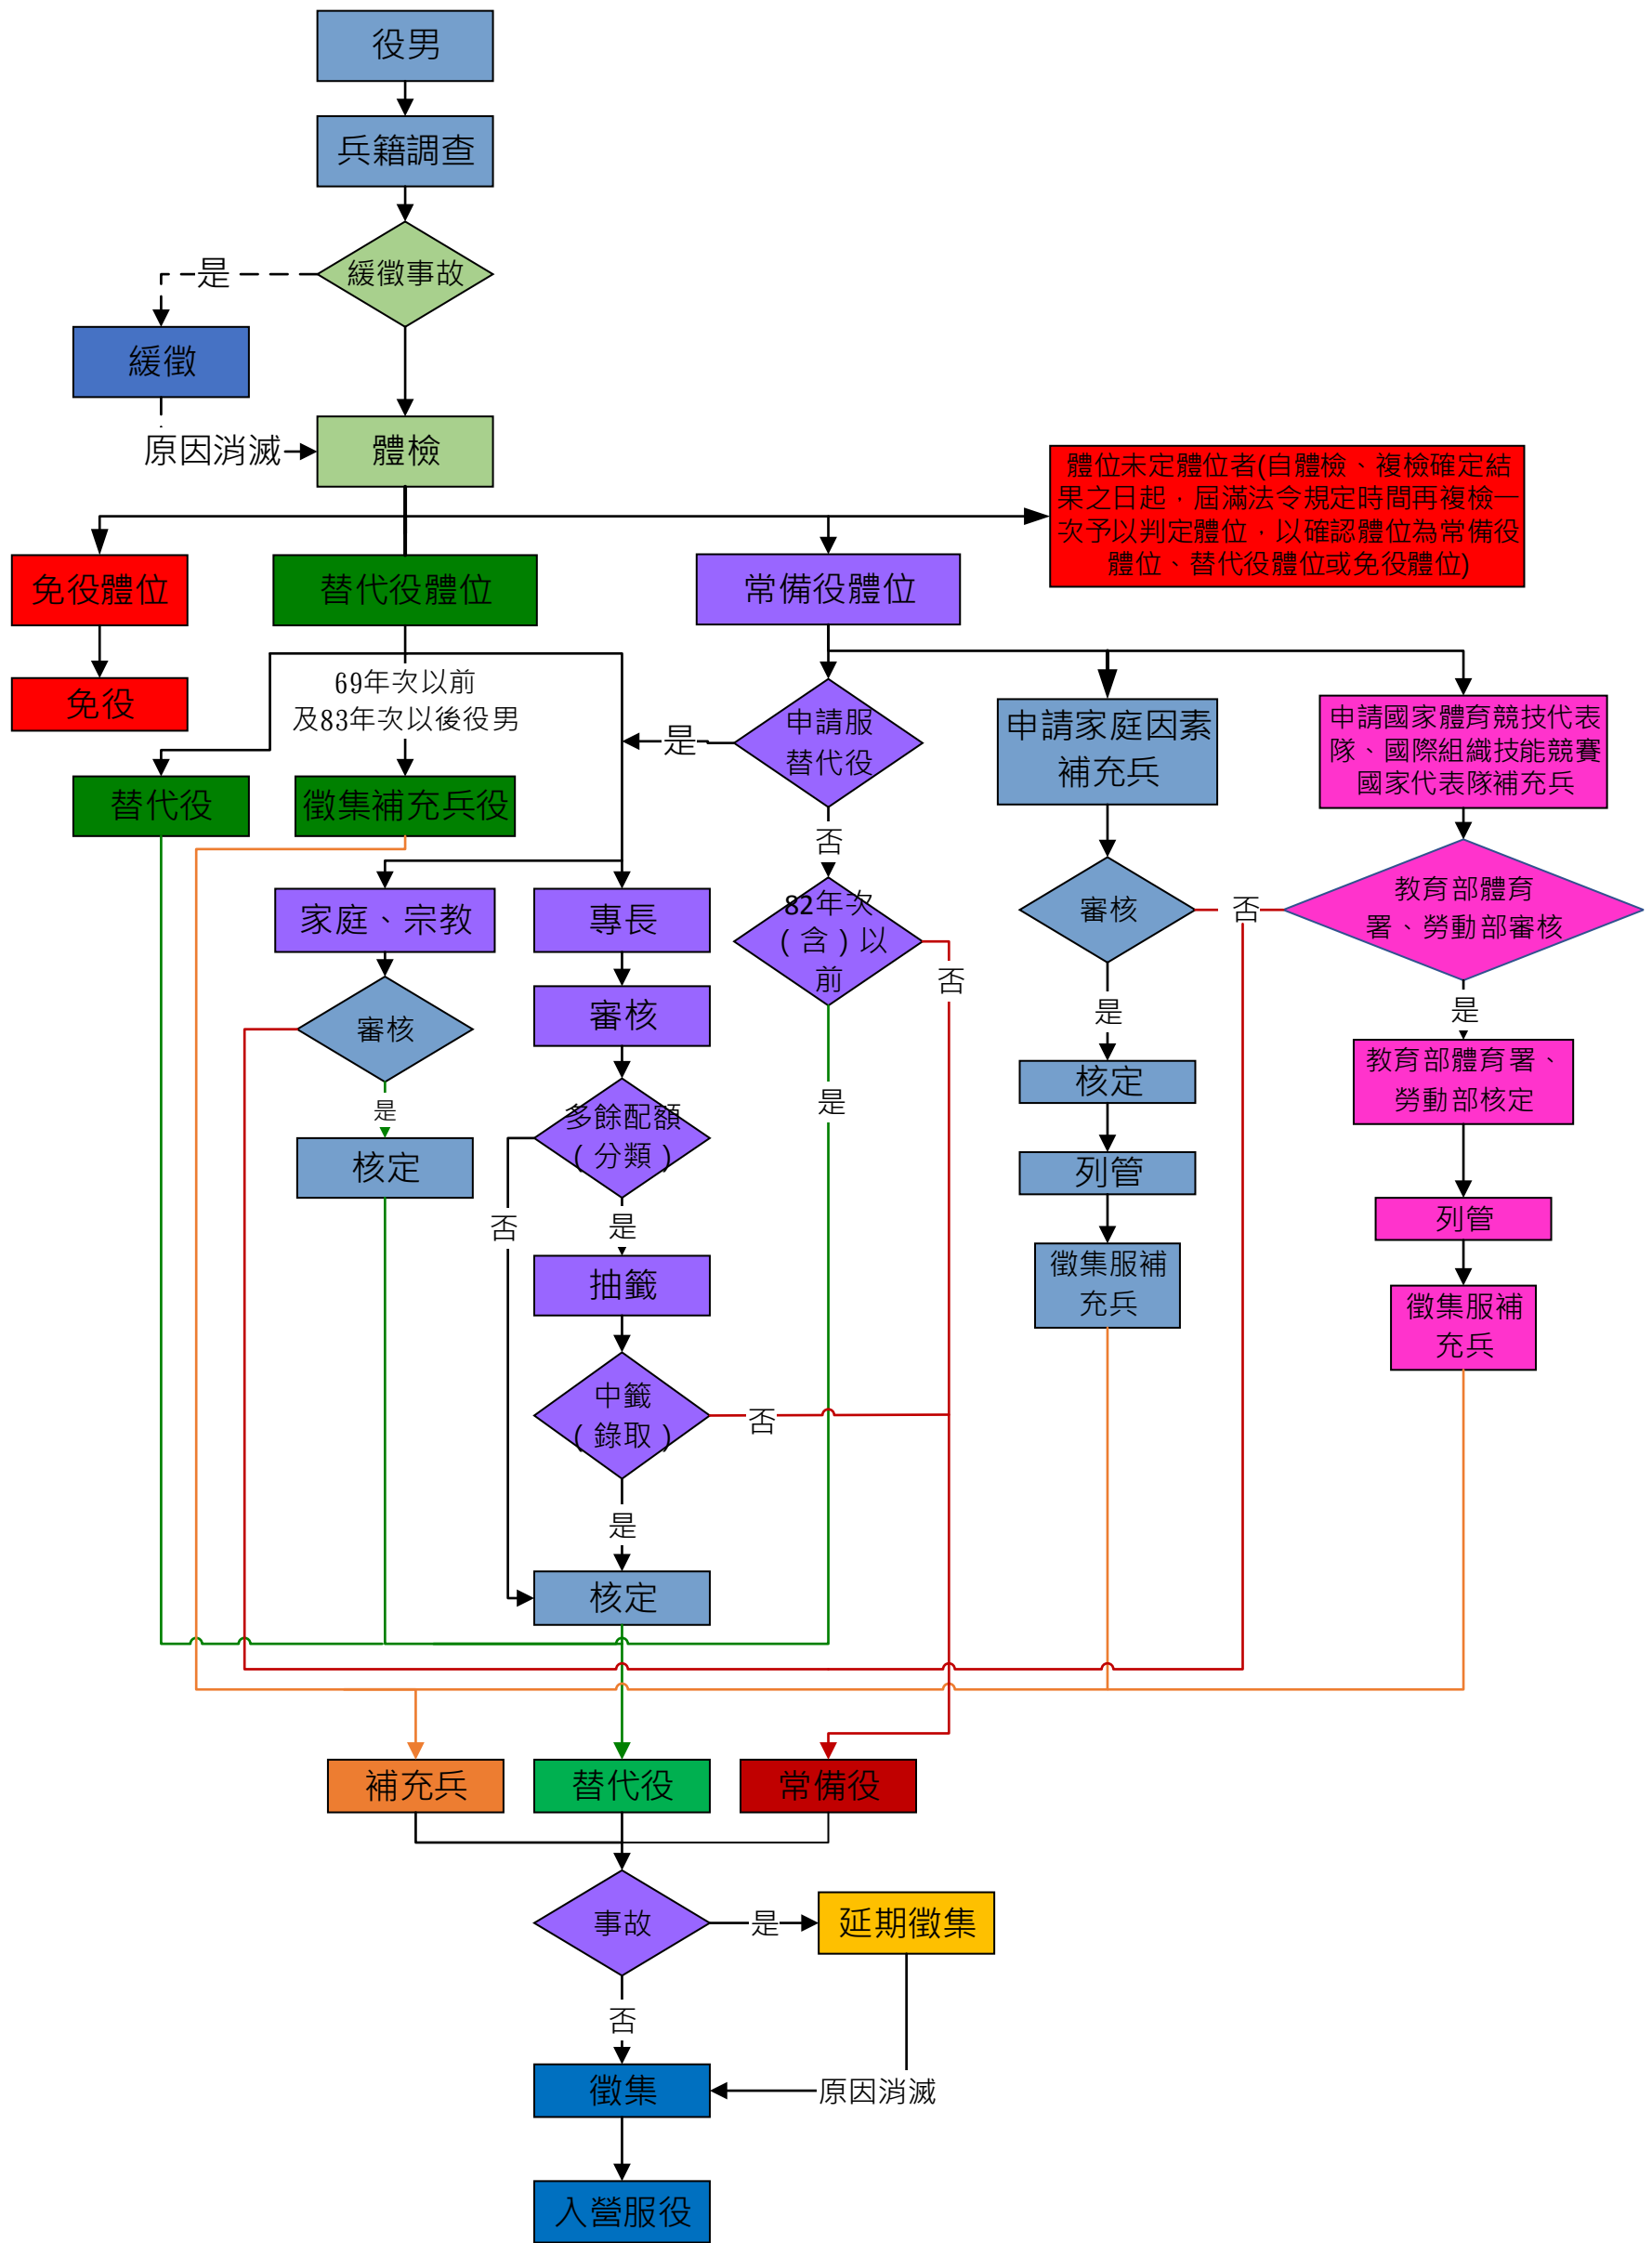 役男
兵籍調查
緩徵事故
是
緩徵
原因消滅
體檢
體位未定體位者(自體檢、複檢確定結
果之日起，屆滿法令規定時間再複檢一
次予以判定體位，以確認體位為常備役
體位、替代役體位或免役體位)
免役體位
替代役體位
常備役體位
免役
69年次以前
及83年次以後役男
申請服
替代役
是
申請家庭因素
補充兵
申請國家體育競技代表
隊、國際組織技能競賽
國家代表隊補充兵
替代役
徵集補充兵役
否
家庭、宗教
專長
82年次
(含)以
前
否
審核
否
教育部體育
署、勞動部審核
審核
審核
是
是
是
核定
多餘配額
(分類)
是
核定
教育部體育署、
勞動部核定
否
是
列管
列管
抽籤
徵集服補
充兵
徵集服補
充兵
中籤
(錄取)
否
是
核定
補充兵
替代役
常備役
事故
是
延期徵集
否
徵集
原因消滅
入營服役